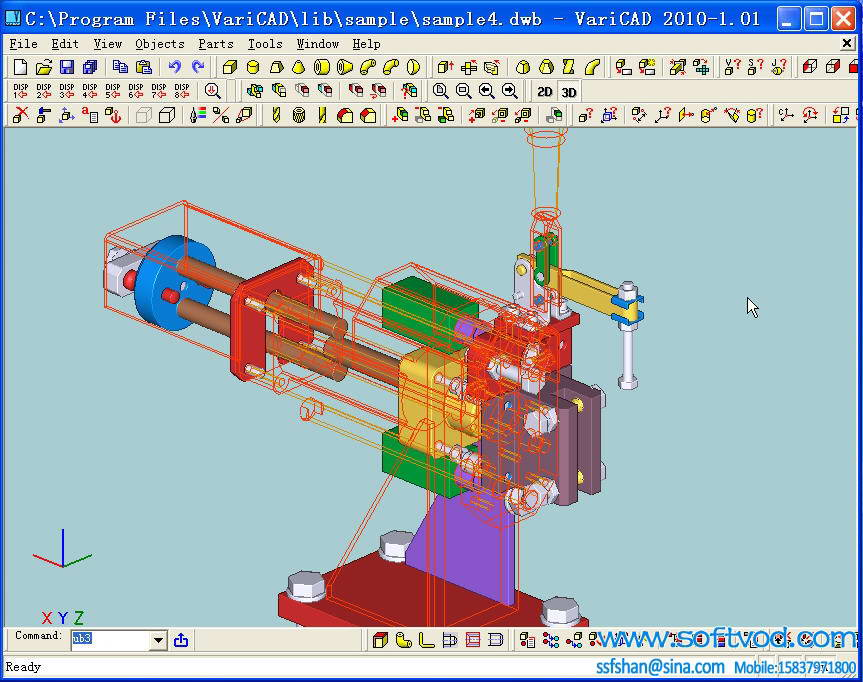 C:\Program Files\VariCAD\lib\sample\sample4.dwb - VariCAD 2010-1.01
File Edit View Objects Parts Tools Window Help
DISP 1 DISP 2 DISP 3 DISP 4 DISP 5 DISP 6 DISP 7 DISP 8 2D 3D
X Y Z
Command: nb3
www.softvod.com
Ready
ssfshan@sina.com Mobile:15837971800